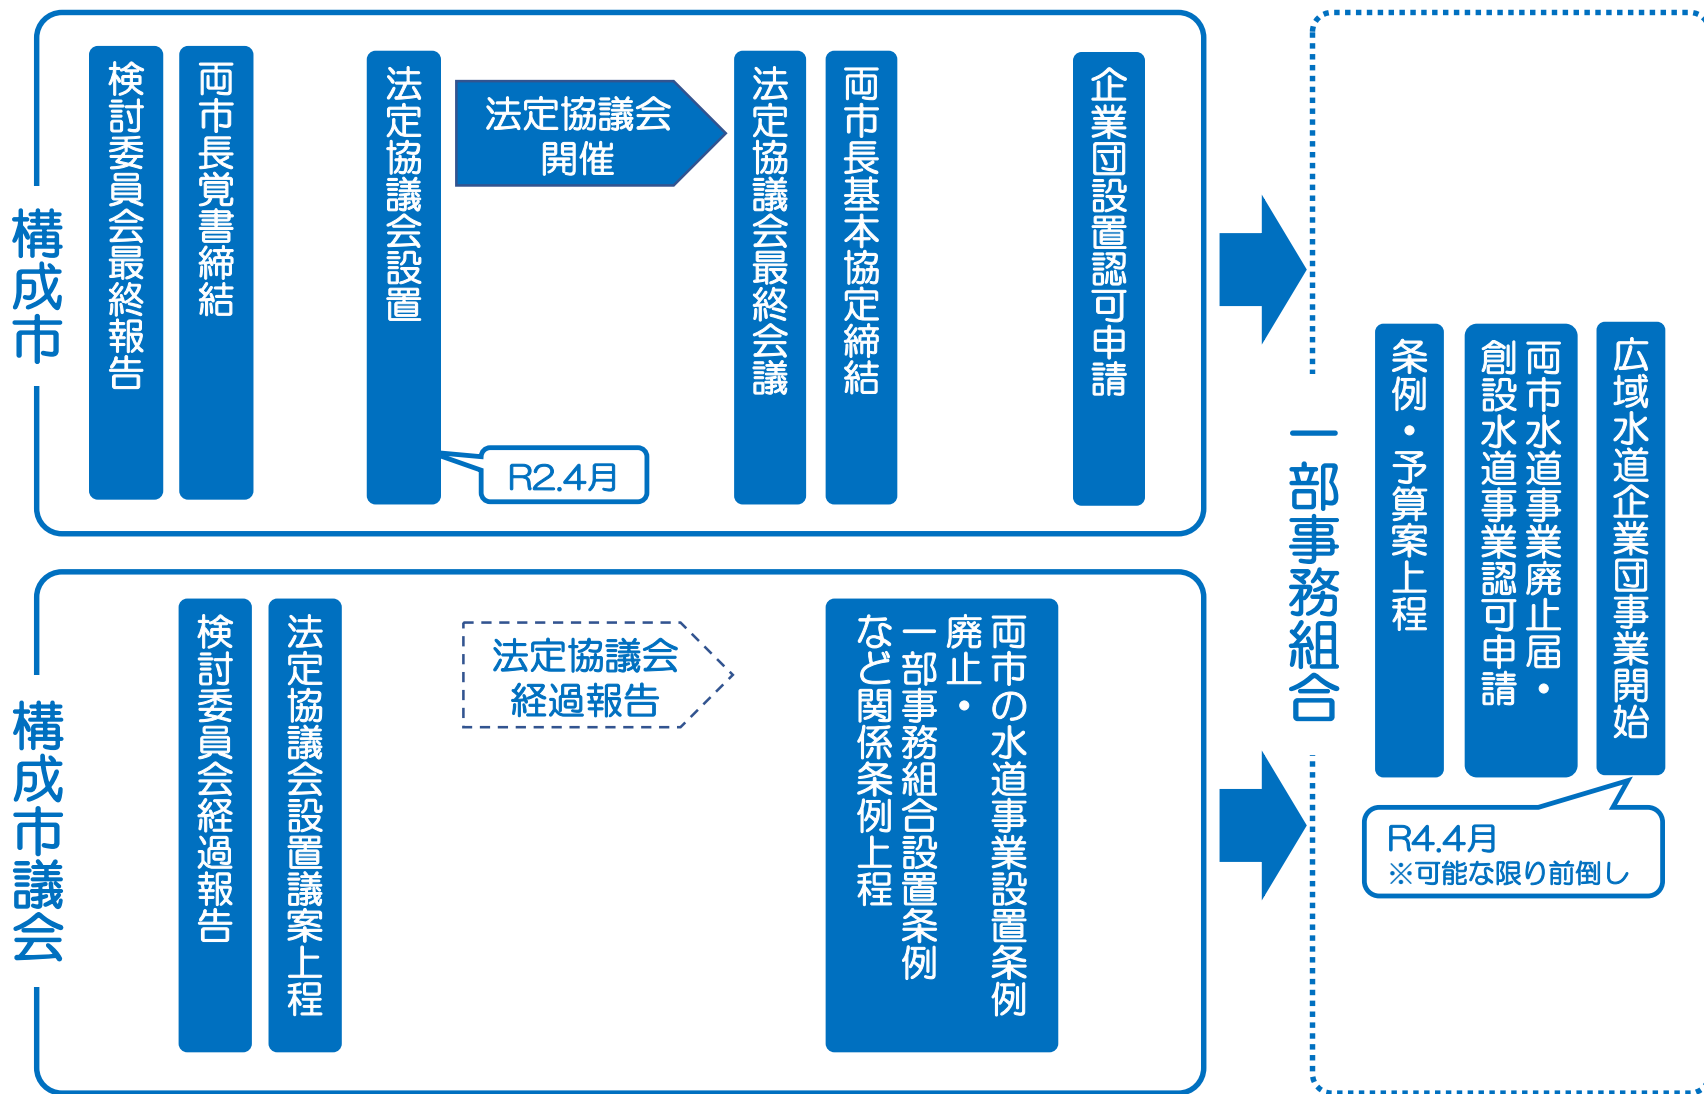 構成市
検討委員会最終報告
両市長覚書締結
法定協議会設置
法定協議会
開催
R2.4月
法定協議会最終会議
両市長基本協定締結
企業団設置認可申請
構成市議会
検討委員会経過報告
法定協議会設置議案上程
法定協議会
経過報告
両市の水道事業設置条例
廃止・
一部事務組合設置条例
など関係条例上程
一部事務組合
条例・予算案上程
両市水道事業廃止届・
創設水道事業認可申請
広域水道企業団事業開始
R4.4月
※可能な限り前倒し